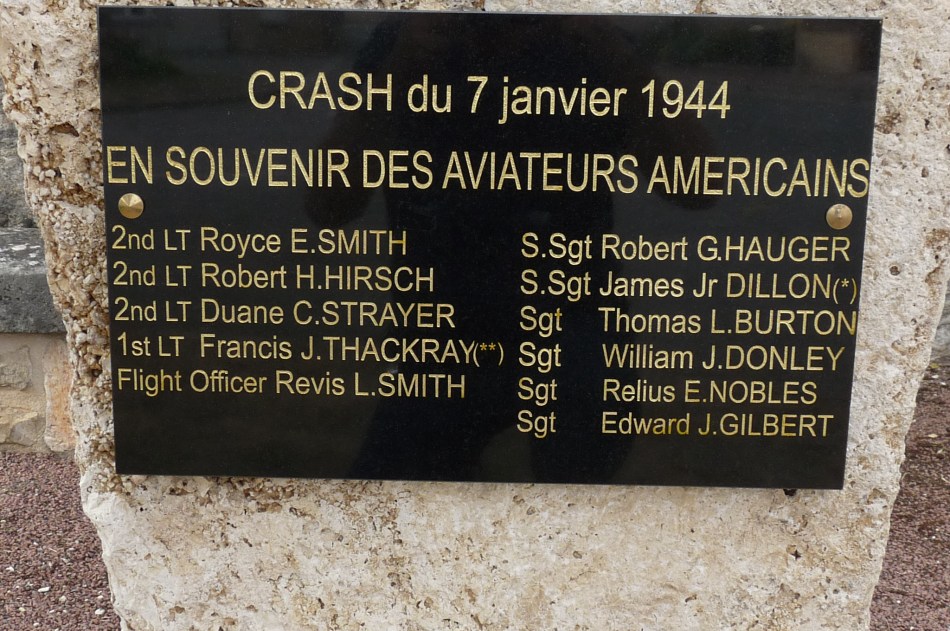 CRASH du 7 janvier 1944
EN SOUVENIR DES AVIATEURS AMERICAINS
2nd LT Royce E.SMITH
2nd LT Robert H.HIRSCH
2nd LT Duane C.STRAYER
1st LT Francis J.THACKRAY(**)
Flight Officer Revis L.SMITH
S.Sgt Robert G.HAUGER
S.Sgt James Jr DILLON(*)
Sgt Thomas L.BURTON
Sgt William J.DONLEY
Sgt Relius E.NOBLES
Sgt Edward J.GILBERT